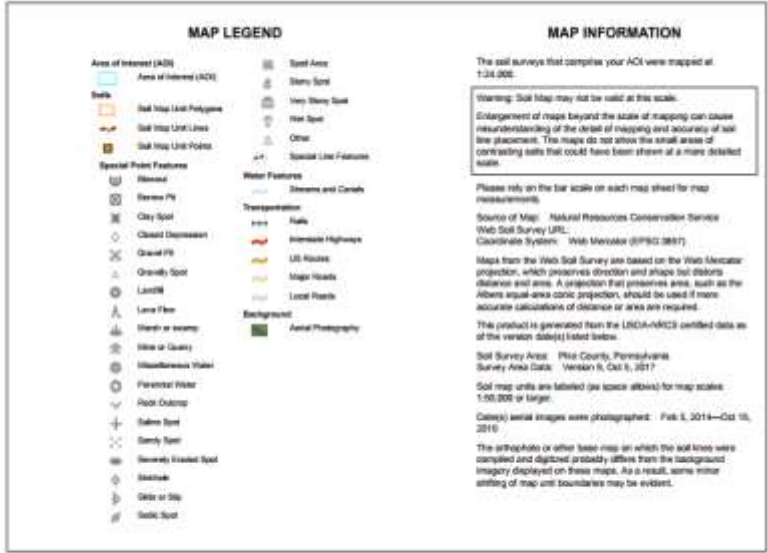 MAP LEGEND
Area of Interest (AOI)
Area of Interest (AOI)
Soils
Soil Map Unit Polygons
Soil Map Unit Lines
Soil Map Unit Points
Special Point Features
Blowout
Borrow Pit
Clay Spot
Closed Depression
Gravel Pit
Gravelly Spot
Landfill
Lava Flow
Marsh or swamp
Mine or Quarry
Miscellaneous Water
Perennial Water
Rock Outcrop
Saline Spot
Sandy Spot
Severely Eroded Spot
Sinkhole
Slide or Slip
Sodic Spot
Spoil Area
Stony Spot
Very Stony Spot
Wet Spot
Other
Special Line Features
Water Features
Streams and Canals
Transportation
Rails
Interstate Highways
US Routes
Major Roads
Local Roads
Background
Aerial Photography
MAP INFORMATION
The soil surveys that comprise your AOI were mapped at
1:24,000.
Warning: Soil Map may not be valid at this scale.
Enlargement of maps beyond the scale of mapping can cause
misunderstanding of the detail of mapping and accuracy of soil
line placement. The maps do not show the small areas of
contrasting soils that could have been shown at a more detailed
scale.
Please rely on the bar scale on each map sheet for map
measurements.
Source of Map: Natural Resources Conservation Service
Web Soil Survey URL:
Coordinate System: Web Mercator (EPSG:3857)
Maps from the Web Soil Survey are based on the Web Mercator
projection, which preserves direction and shape but distorts
distance and area. A projection that preserves area, such as the
Albers equal-area conic projection, should be used if more
accurate calculations of distance or area are required.
This product is generated from the USDA-NRCS certified data as
of the version date(s) listed below.
Soil Survey Area: Pike County, Pennsylvania
Survey Area Data: Version 9, Oct 5, 2017
Soil map units are labeled (as space allows) for map scales
1:50,000 or larger.
Date(s) aerial images were photographed: Feb 5, 2014—Oct
2016
The orthophoto or other base map on which the soil lines were
compiled and digitized probably differs from the background
imagery displayed on these maps. As a result, some minor
shifting of map unit boundaries may be evident.